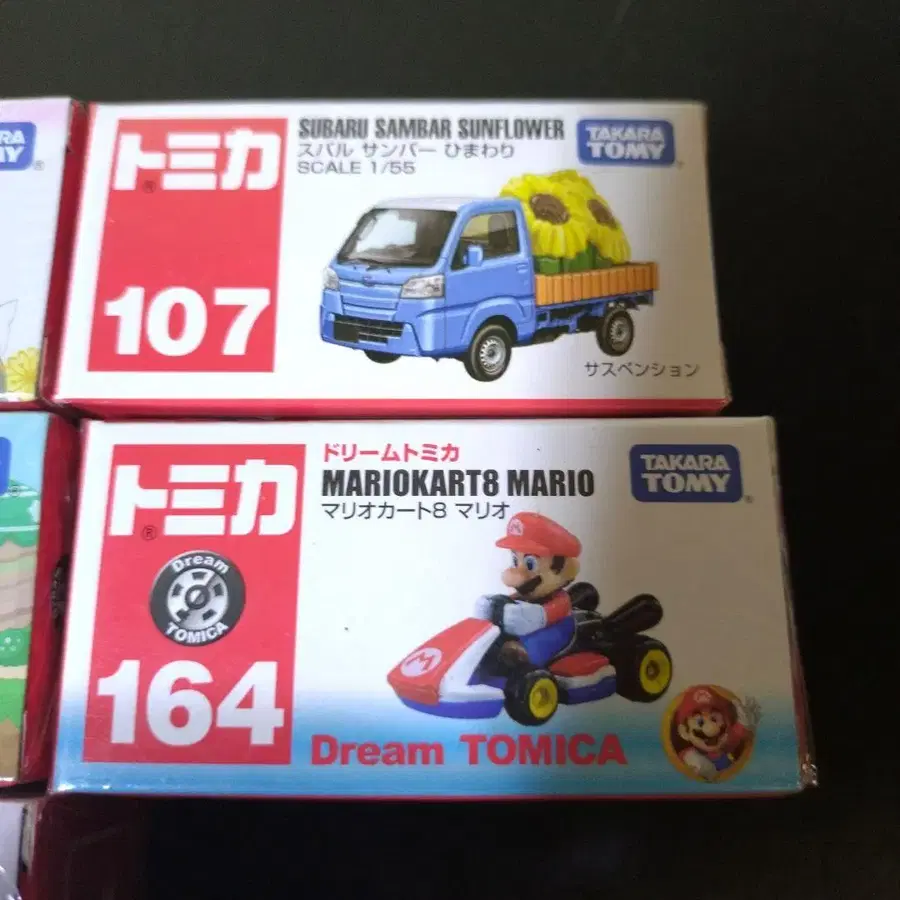 RA
MY
®
トミカ
®
107
SUBARU SAMBAR SUNFLOWER
スバル サンバー ひまわり
SCALE 1/55
TAKARA
TOMY
®
サスペンション
トミカ
®
Dream
TOMICA
164
ドリームトミカ
MARIOKART8 MARIO
マリオカート8 マリオ
TAKARA
TOMY
®
M
M
Dream TOMICA
M